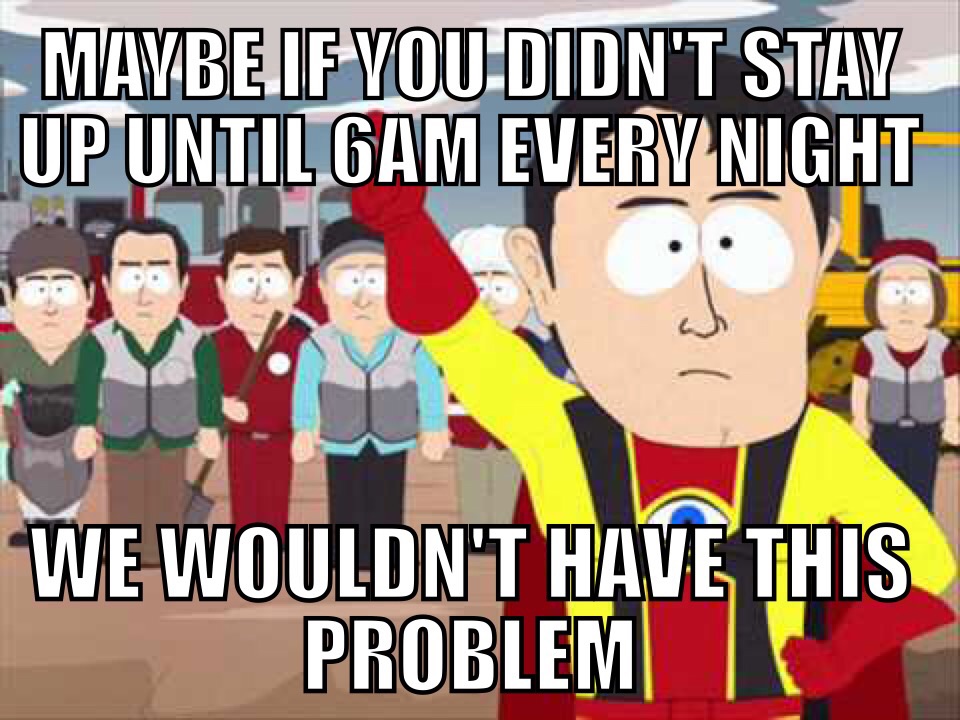 MAYBE IF YOU DIDN'T STAY
UP UNTIL 6AM EVERY NIGHT
WE WOULDN'T HAVE THIS
PROBLEM